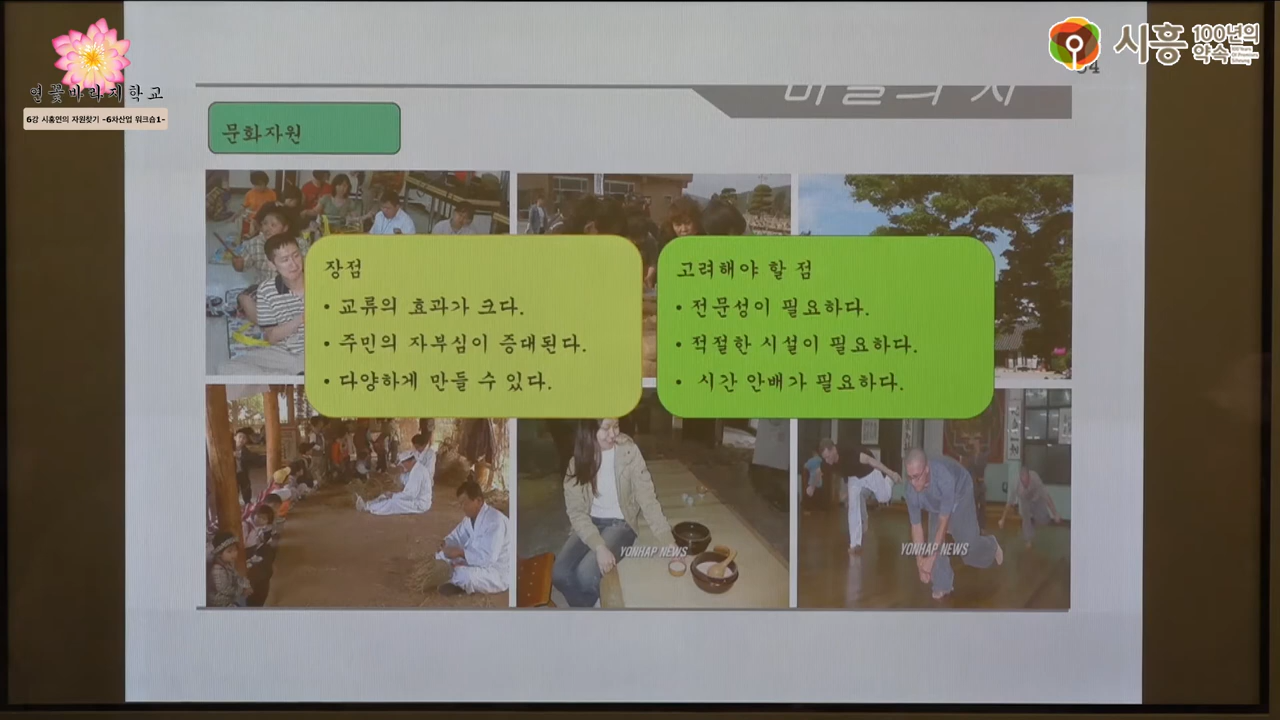 연꽃바라지학교
6강 시흥연의 자원찾기 -6차산업 워크숍1-
시흥 100년의
약속
문화자원
장점
• 교류의 효과가 크다.
• 주민의 자부심이 증대된다.
• 다양하게 만들 수 있다.
고려해야 할 점
• 전문성이 필요하다.
• 적절한 시설이 필요하다.
• 시간 안배가 필요하다.
YONHAP NEWS
YONHAP NEWS